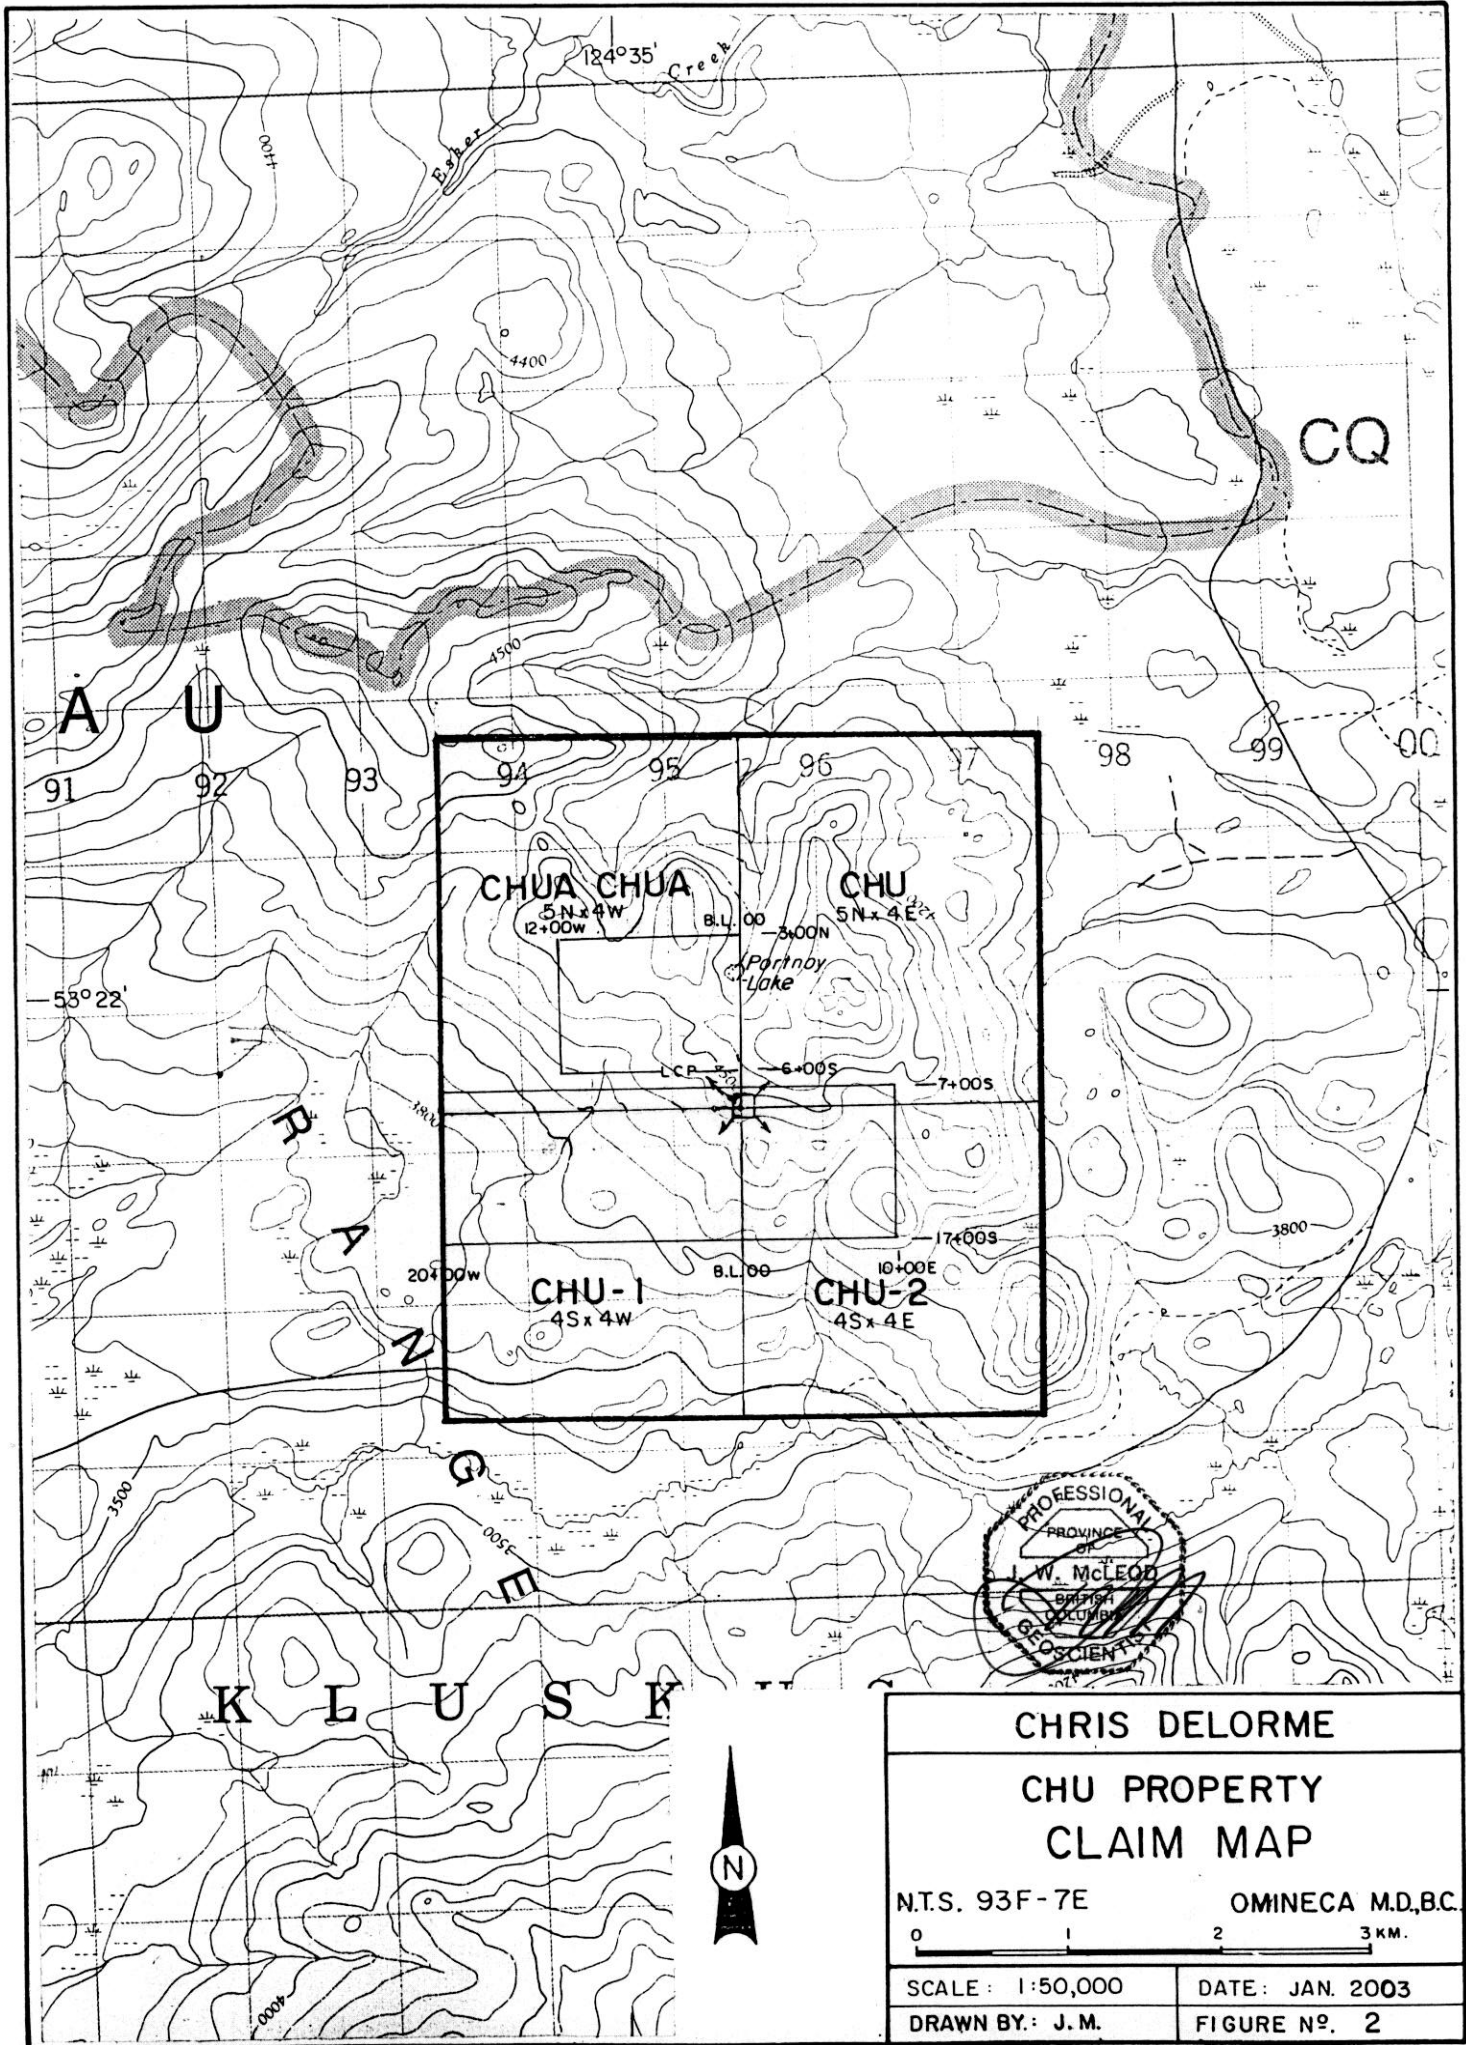 124°35'
Creek
Esker
4400
4400
CQ
4500
A U
91 92 93 94 95 96 97 98 99 00
CHUA CHUA
5N x 4W
CHU
5N x 4E
12+00W
B.L. 00
3+00N
Portnoy
Lake
53°22'
LCP
6+00S
7+00S
3800
R A N G E
17+00S
3800
20+00W
B.L. 00
10+00E
CHU-1
4S x 4W
CHU-2
4S x 4E
3500
3500
PROFESSIONAL
PROVINCE
OF
J. W. McLEOD
BRITISH
COLUMBIA
GEOSCIENTIST
K L U S K U S
CHRIS DELORME
CHU PROPERTY
CLAIM MAP
N
N.T.S. 93F-7E OMINECA M.D.,B.C.
0 1 2 3 KM.
SCALE : 1:50,000 DATE: JAN. 2003
DRAWN BY.: J. M. FIGURE Nº. 2
4000